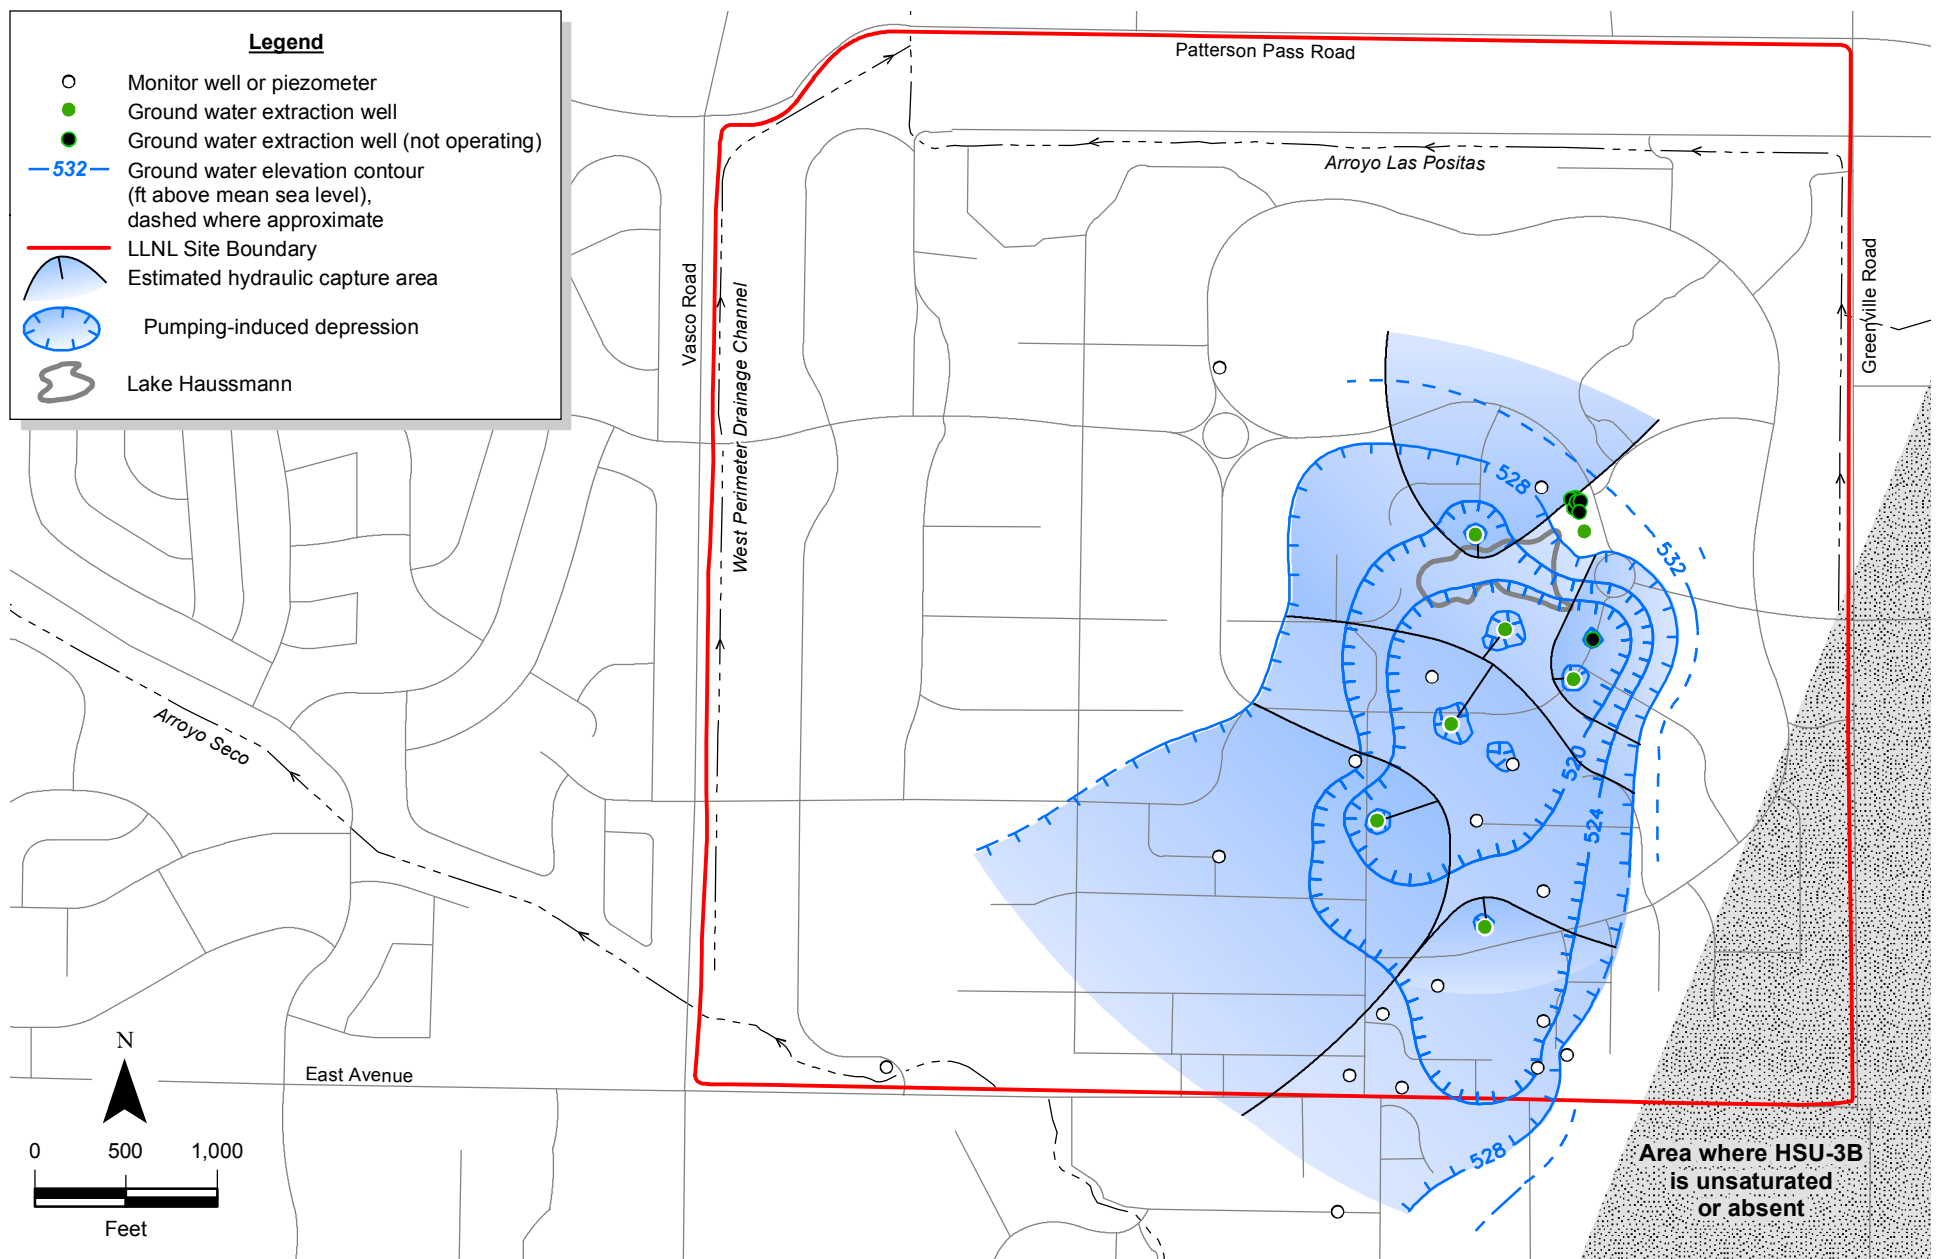 Legend
Monitor well or piezometer
Ground water extraction well
Ground water extraction well (not operating)
532
Ground water elevation contour
(ft above mean sea level),
dashed where approximate
LLNL Site Boundary
Estimated hydraulic capture area
Pumping-induced depression
Lake Haussmann
Patterson Pass Road
Arroyo Las Positas
Vasco Road
West Perimeter Drainage Channel
Greenville Road
528
532
Arroyo Seco
520
524
N
East Avenue
0 500 1,000
Feet
528
Area where HSU-3B
is unsaturated
or absent